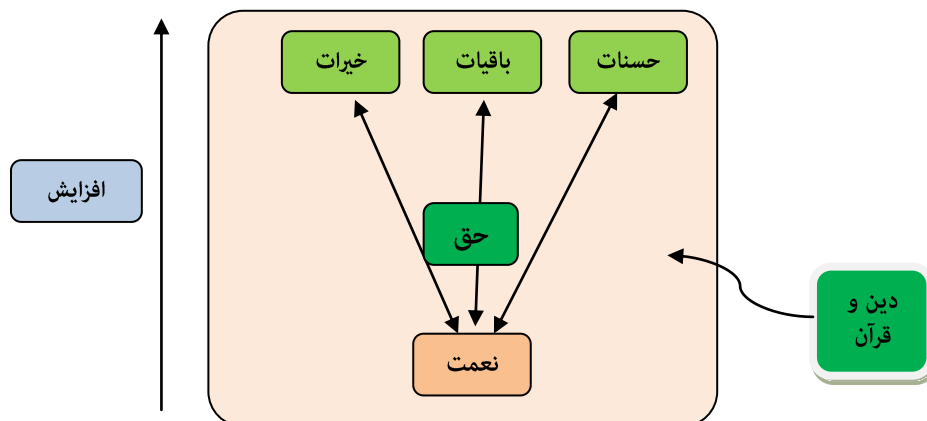 حسنات
باقیات
خیرات
افزایش
حق
دین و
قرآن
نعمت